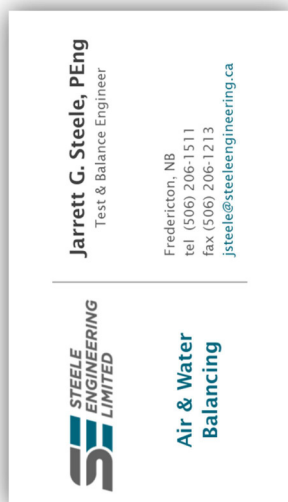 SE STEELE
ENGINEERING
LIMITED
Air & Water
Balancing
Jarrett G. Steele, PEng
Test & Balance Engineer
Fredericton, NB
tel (506) 206-1511
fax (506) 206-1213
jsteele@steeleengineering.ca